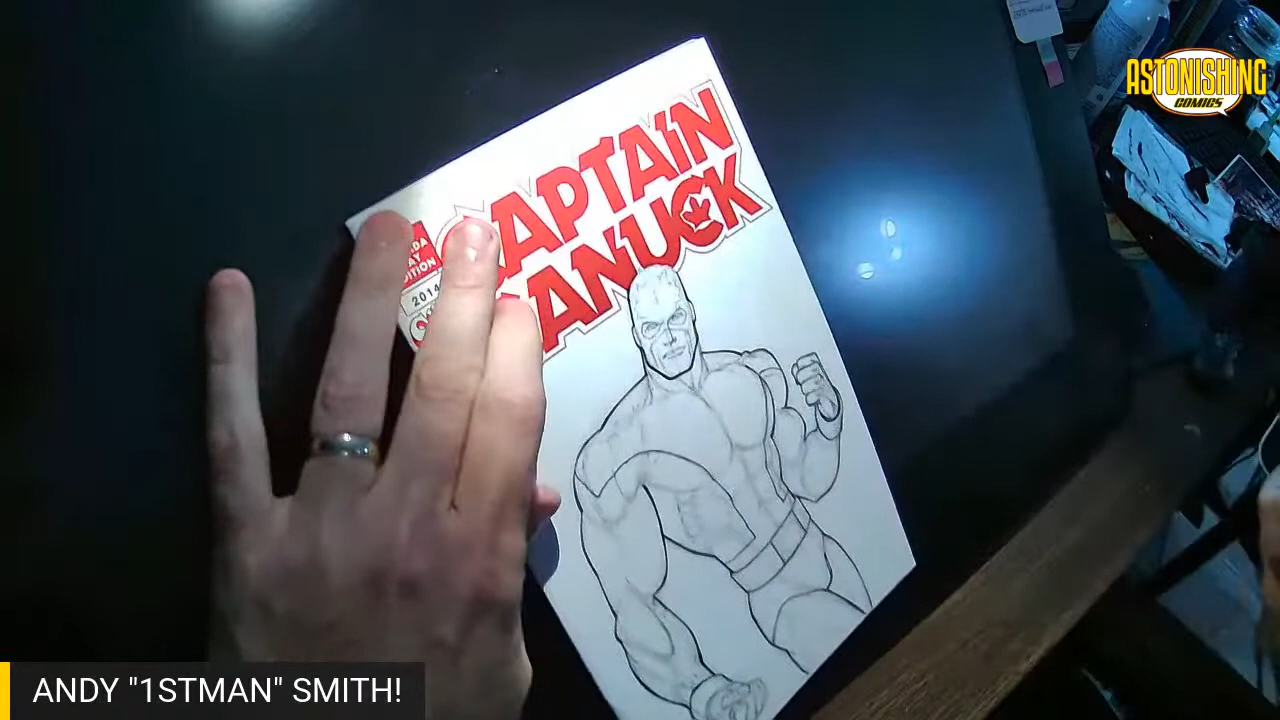 ASTONISHING
COMICS
CAPTAIN
CANUCK
2014
ANDY "1STMAN" SMITH!